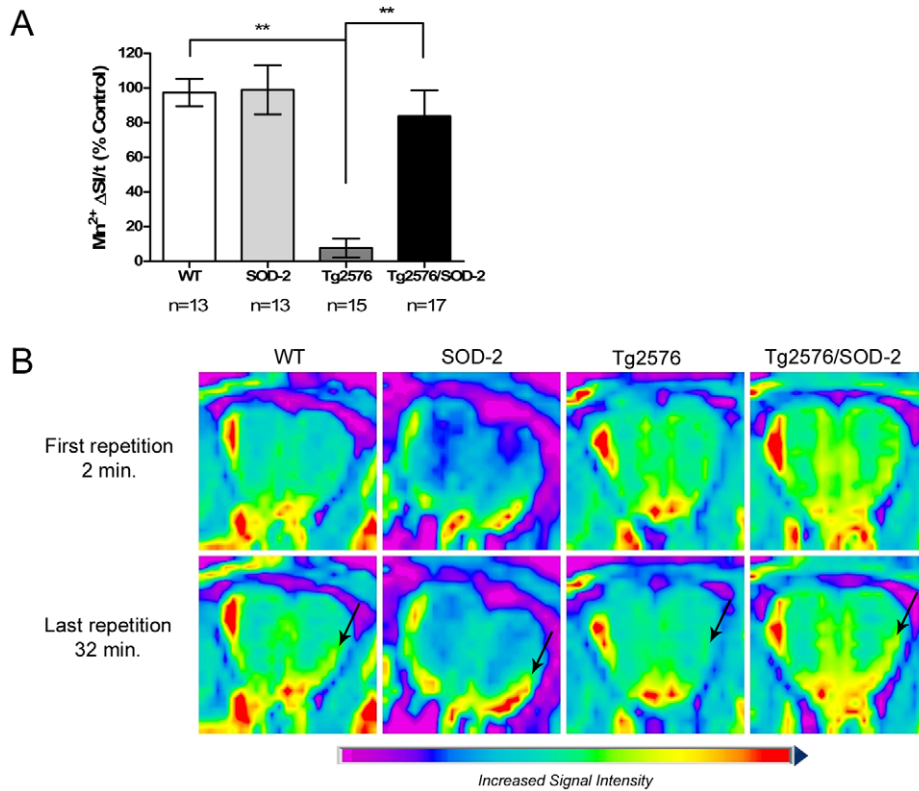 A
**
**
120
100
80
60
40
20
0
Mn²⁺ ΔSI/t (% Control)
WT SOD-2 Tg2576 Tg2576/SOD-2
n=13 n=13 n=15 n=17
B
WT SOD-2 Tg2576 Tg2576/SOD-2
First repetition
2 min.
Last repetition
32 min.
Increased Signal Intensity